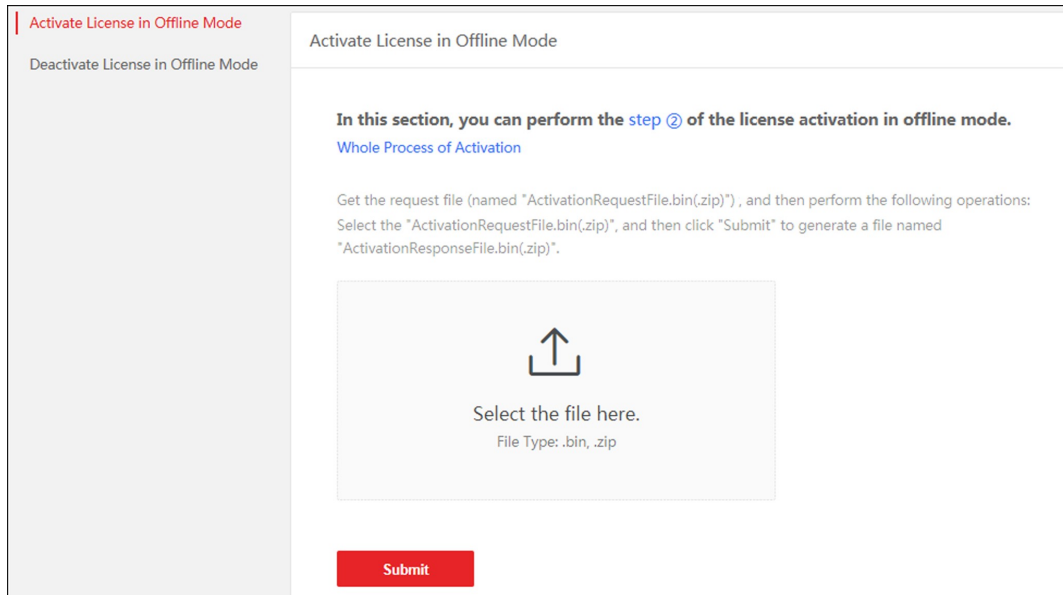 Activate License in Offline Mode
Deactivate License in Offline Mode
Activate License in Offline Mode
In this section, you can perform the step ② of the license activation in offline mode.
Whole Process of Activation
Get the request file (named "ActivationRequestFile.bin(.zip)") , and then perform the following operations:
Select the "ActivationRequestFile.bin(.zip)", and then click "Submit" to generate a file named
"ActivationResponseFile.bin(.zip)".
Select the file here.
File Type: .bin, .zip
Submit